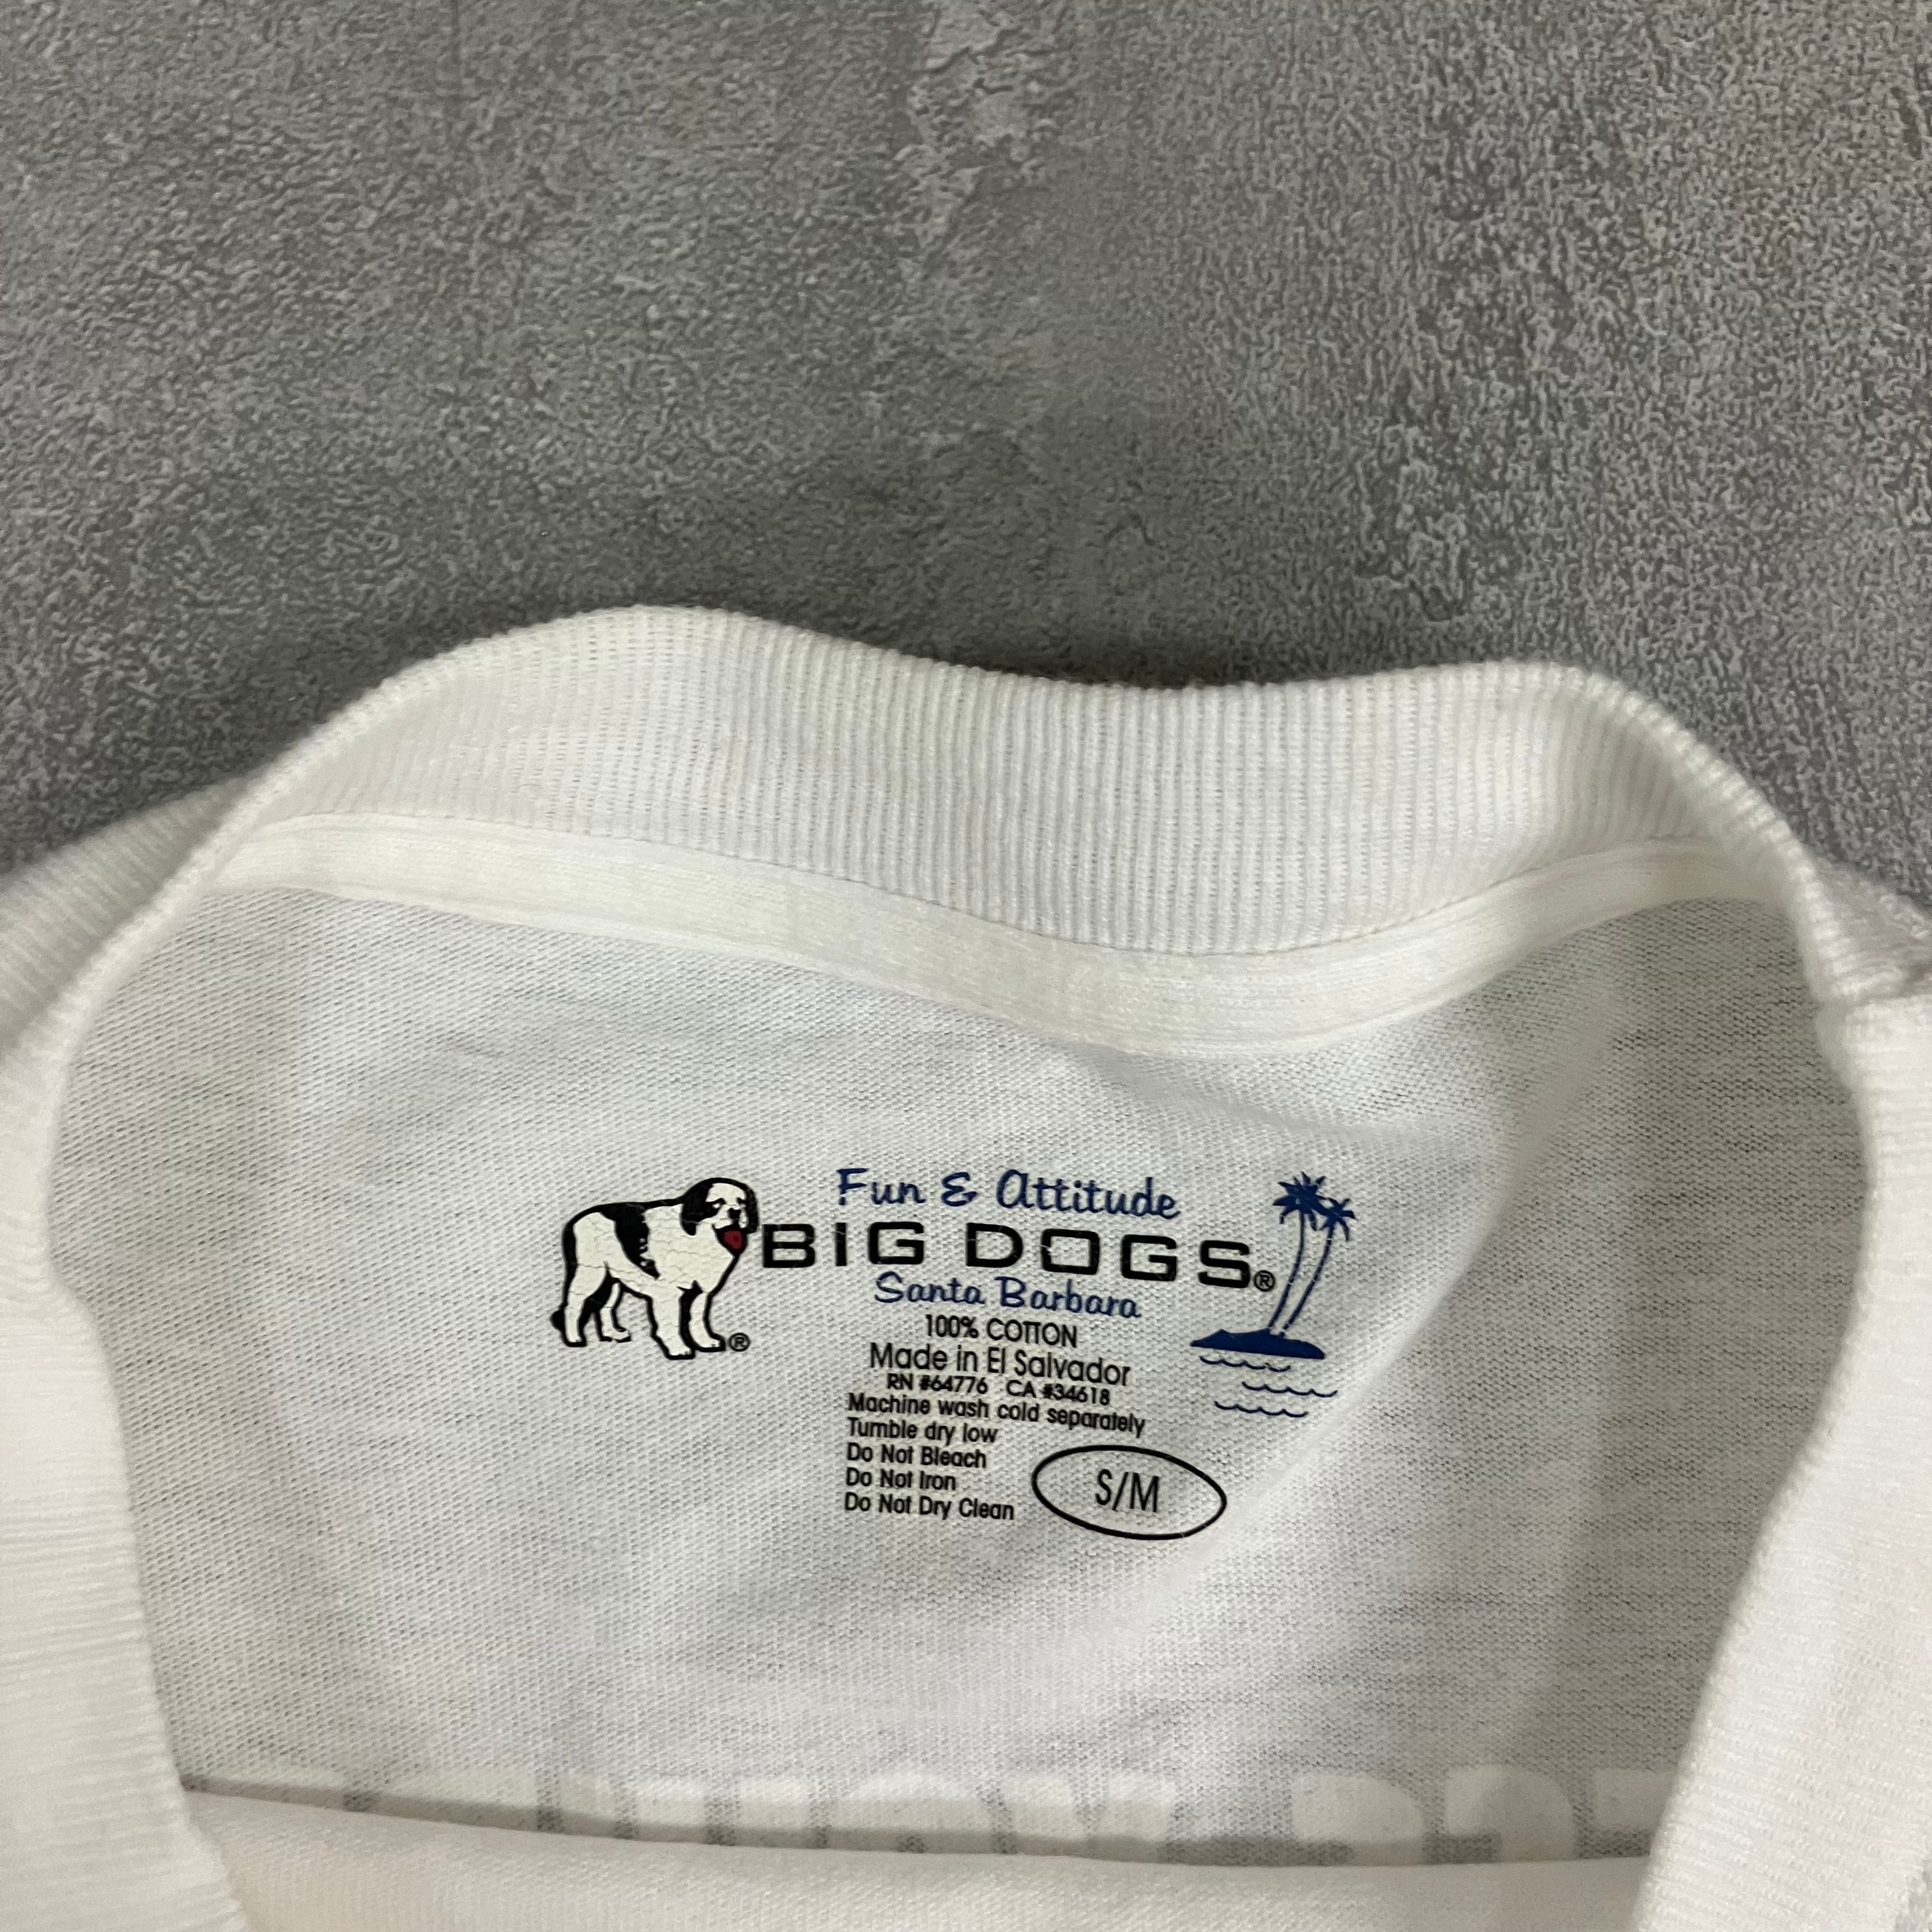 Fun & Attitude
BiG DOGS®
Santa Barbara
®
100% COTTON
Made in El Salvador
RN #64776 CA #34618
Machine wash cold separately
Tumble dry low
Do Not Bleach
Do Not Iron
Do Not Dry Clean
S/M